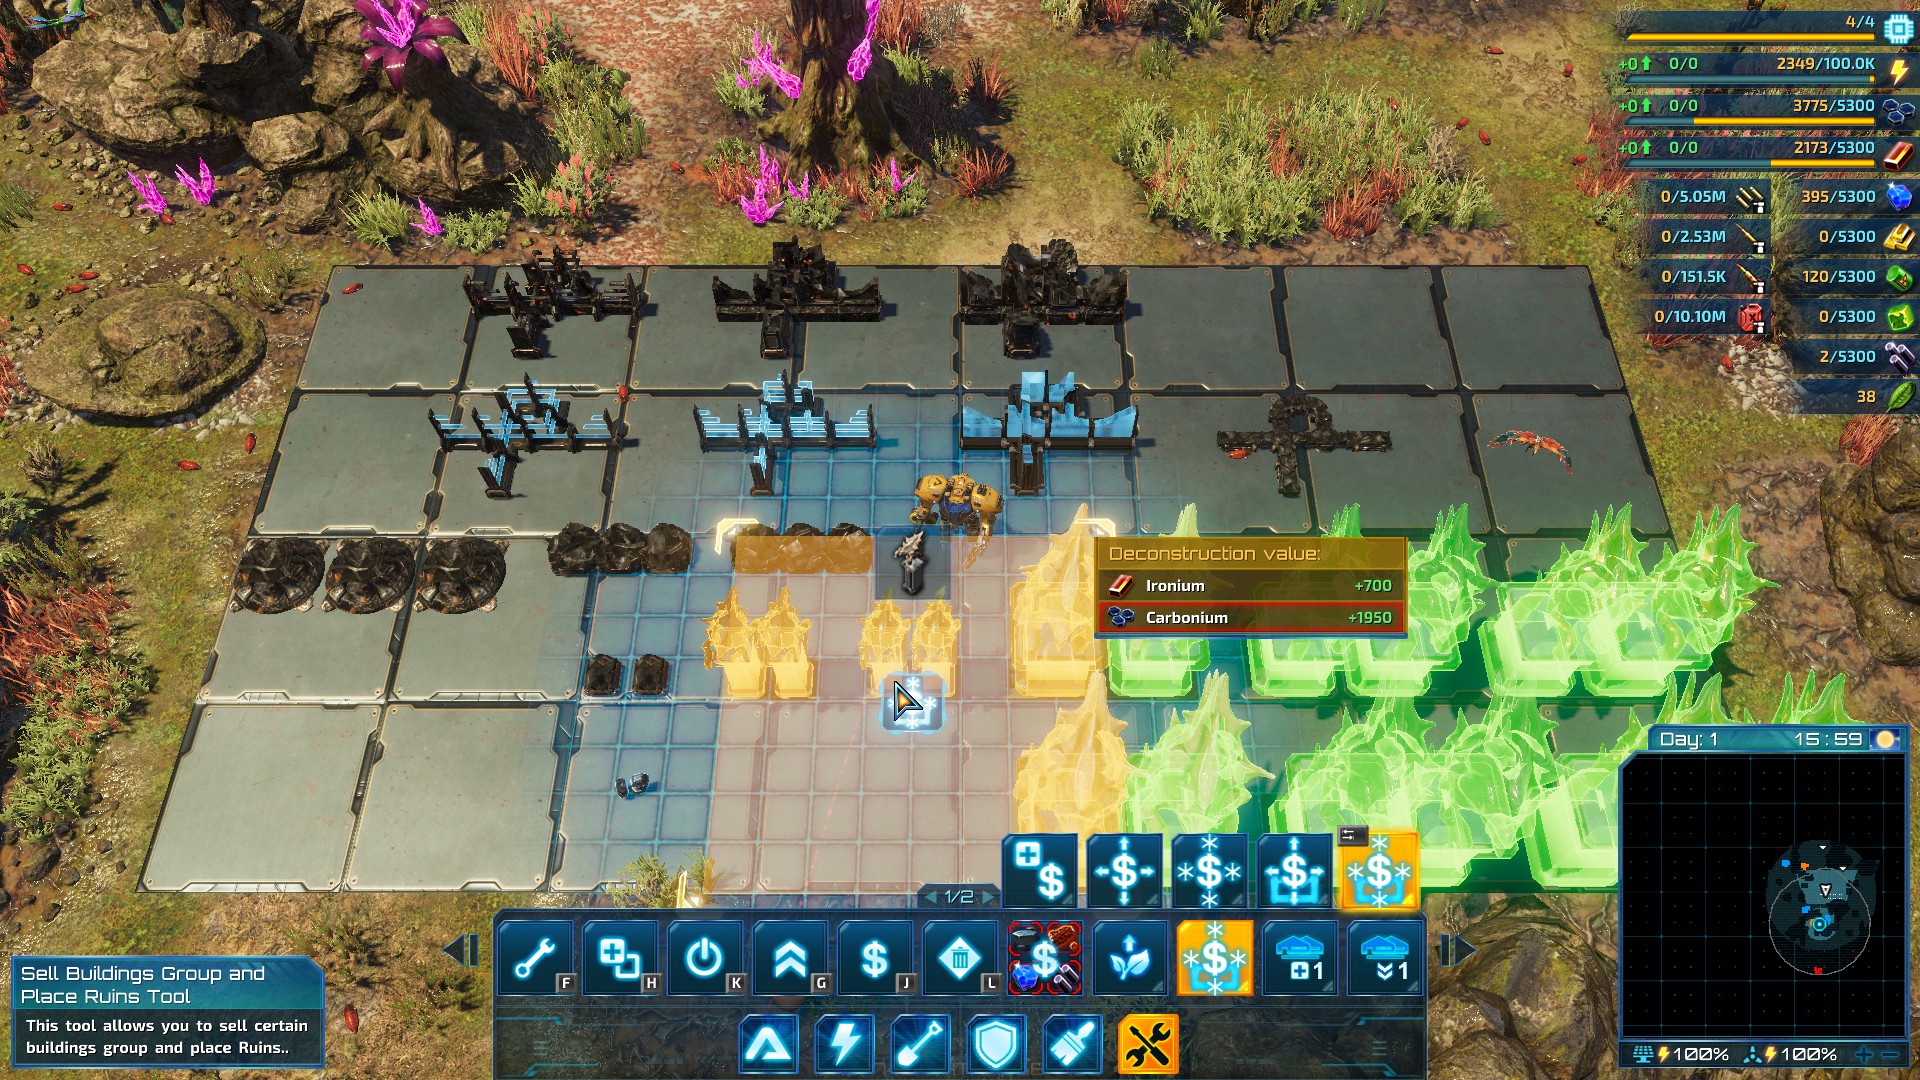 4/4
+0 0/0 2349/100.0K
+0 0/0 3775/5300
+0 0/0 2173/5300
0/5.05M 395/5300
0/2.53M 0/5300
0/151.5K 120/5300
0/10.10M 0/5300
2/5300
38
Deconstruction value:
Ironium +700
Carbonium +1950
Day: 1 15:59
1/2
F H K G J L 1 1
Sell Buildings Group and
Place Ruins Tool
This tool allows you to sell certain
buildings group and place Ruins..
100% 100%